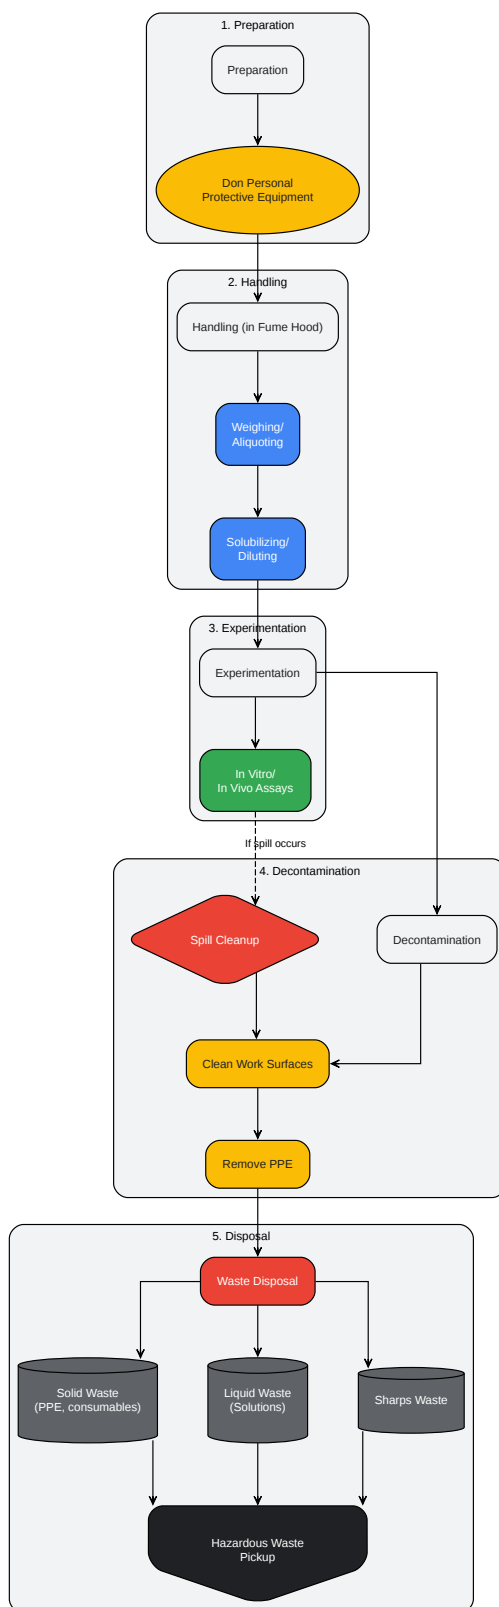 1. Preparation
Preparation
Don Personal
Protective Equipment
2. Handling
Handling (in Fume Hood)
Weighing/
Aliquoting
Solubilizing/
Diluting
3. Experimentation
Experimentation
In Vitro/
In Vivo Assays
If spill occurs
4. Decontamination
Spill Cleanup
Decontamination
Clean Work Surfaces
Remove PPE
5. Disposal
Waste Disposal
Solid Waste
(PPE, consumables)
Liquid Waste
(Solutions)
Sharps Waste
Hazardous Waste
Pickup